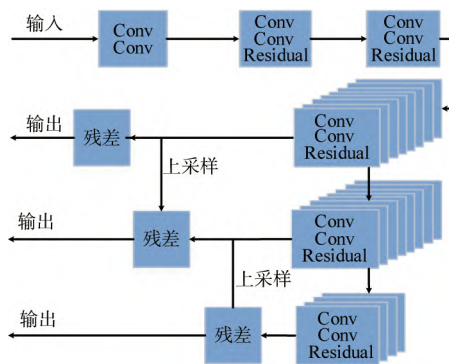 输入
Conv
Conv
Conv
Conv
Residual
Conv
Conv
Residual
输出
残差
Conv
Conv
Residual
上采样
输出
残差
Conv
Conv
Residual
上采样
输出
残差
Conv
Conv
Residual